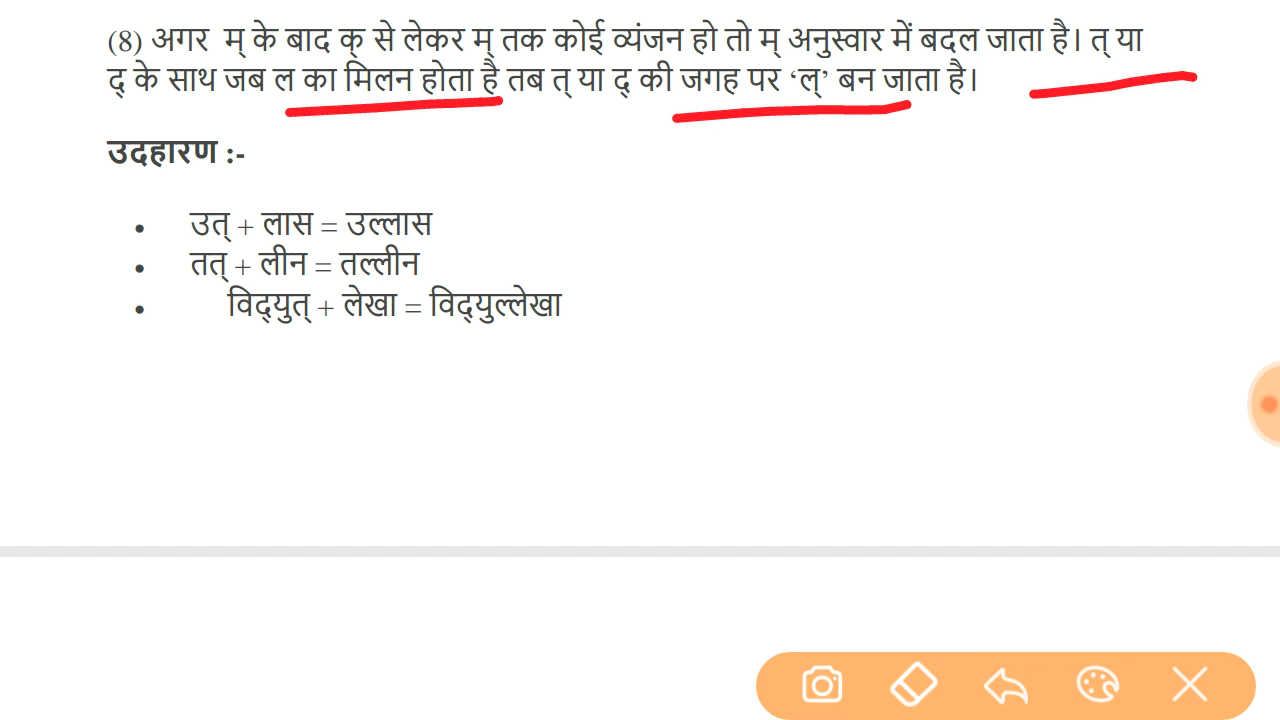 (8) अगर म् के बाद क् से लेकर म् तक कोई व्यंजन हो तो म् अनुस्वार में बदल जाता है। त् या
द् के साथ जब ल का मिलन होता है तब त् या द् की जगह पर ‘ल्’ बन जाता है।
उदहारण :-
• उत् + लास = उल्लास
• तत् + लीन = तल्लीन
• विद्युत् + लेखा = विद्युल्लेखा